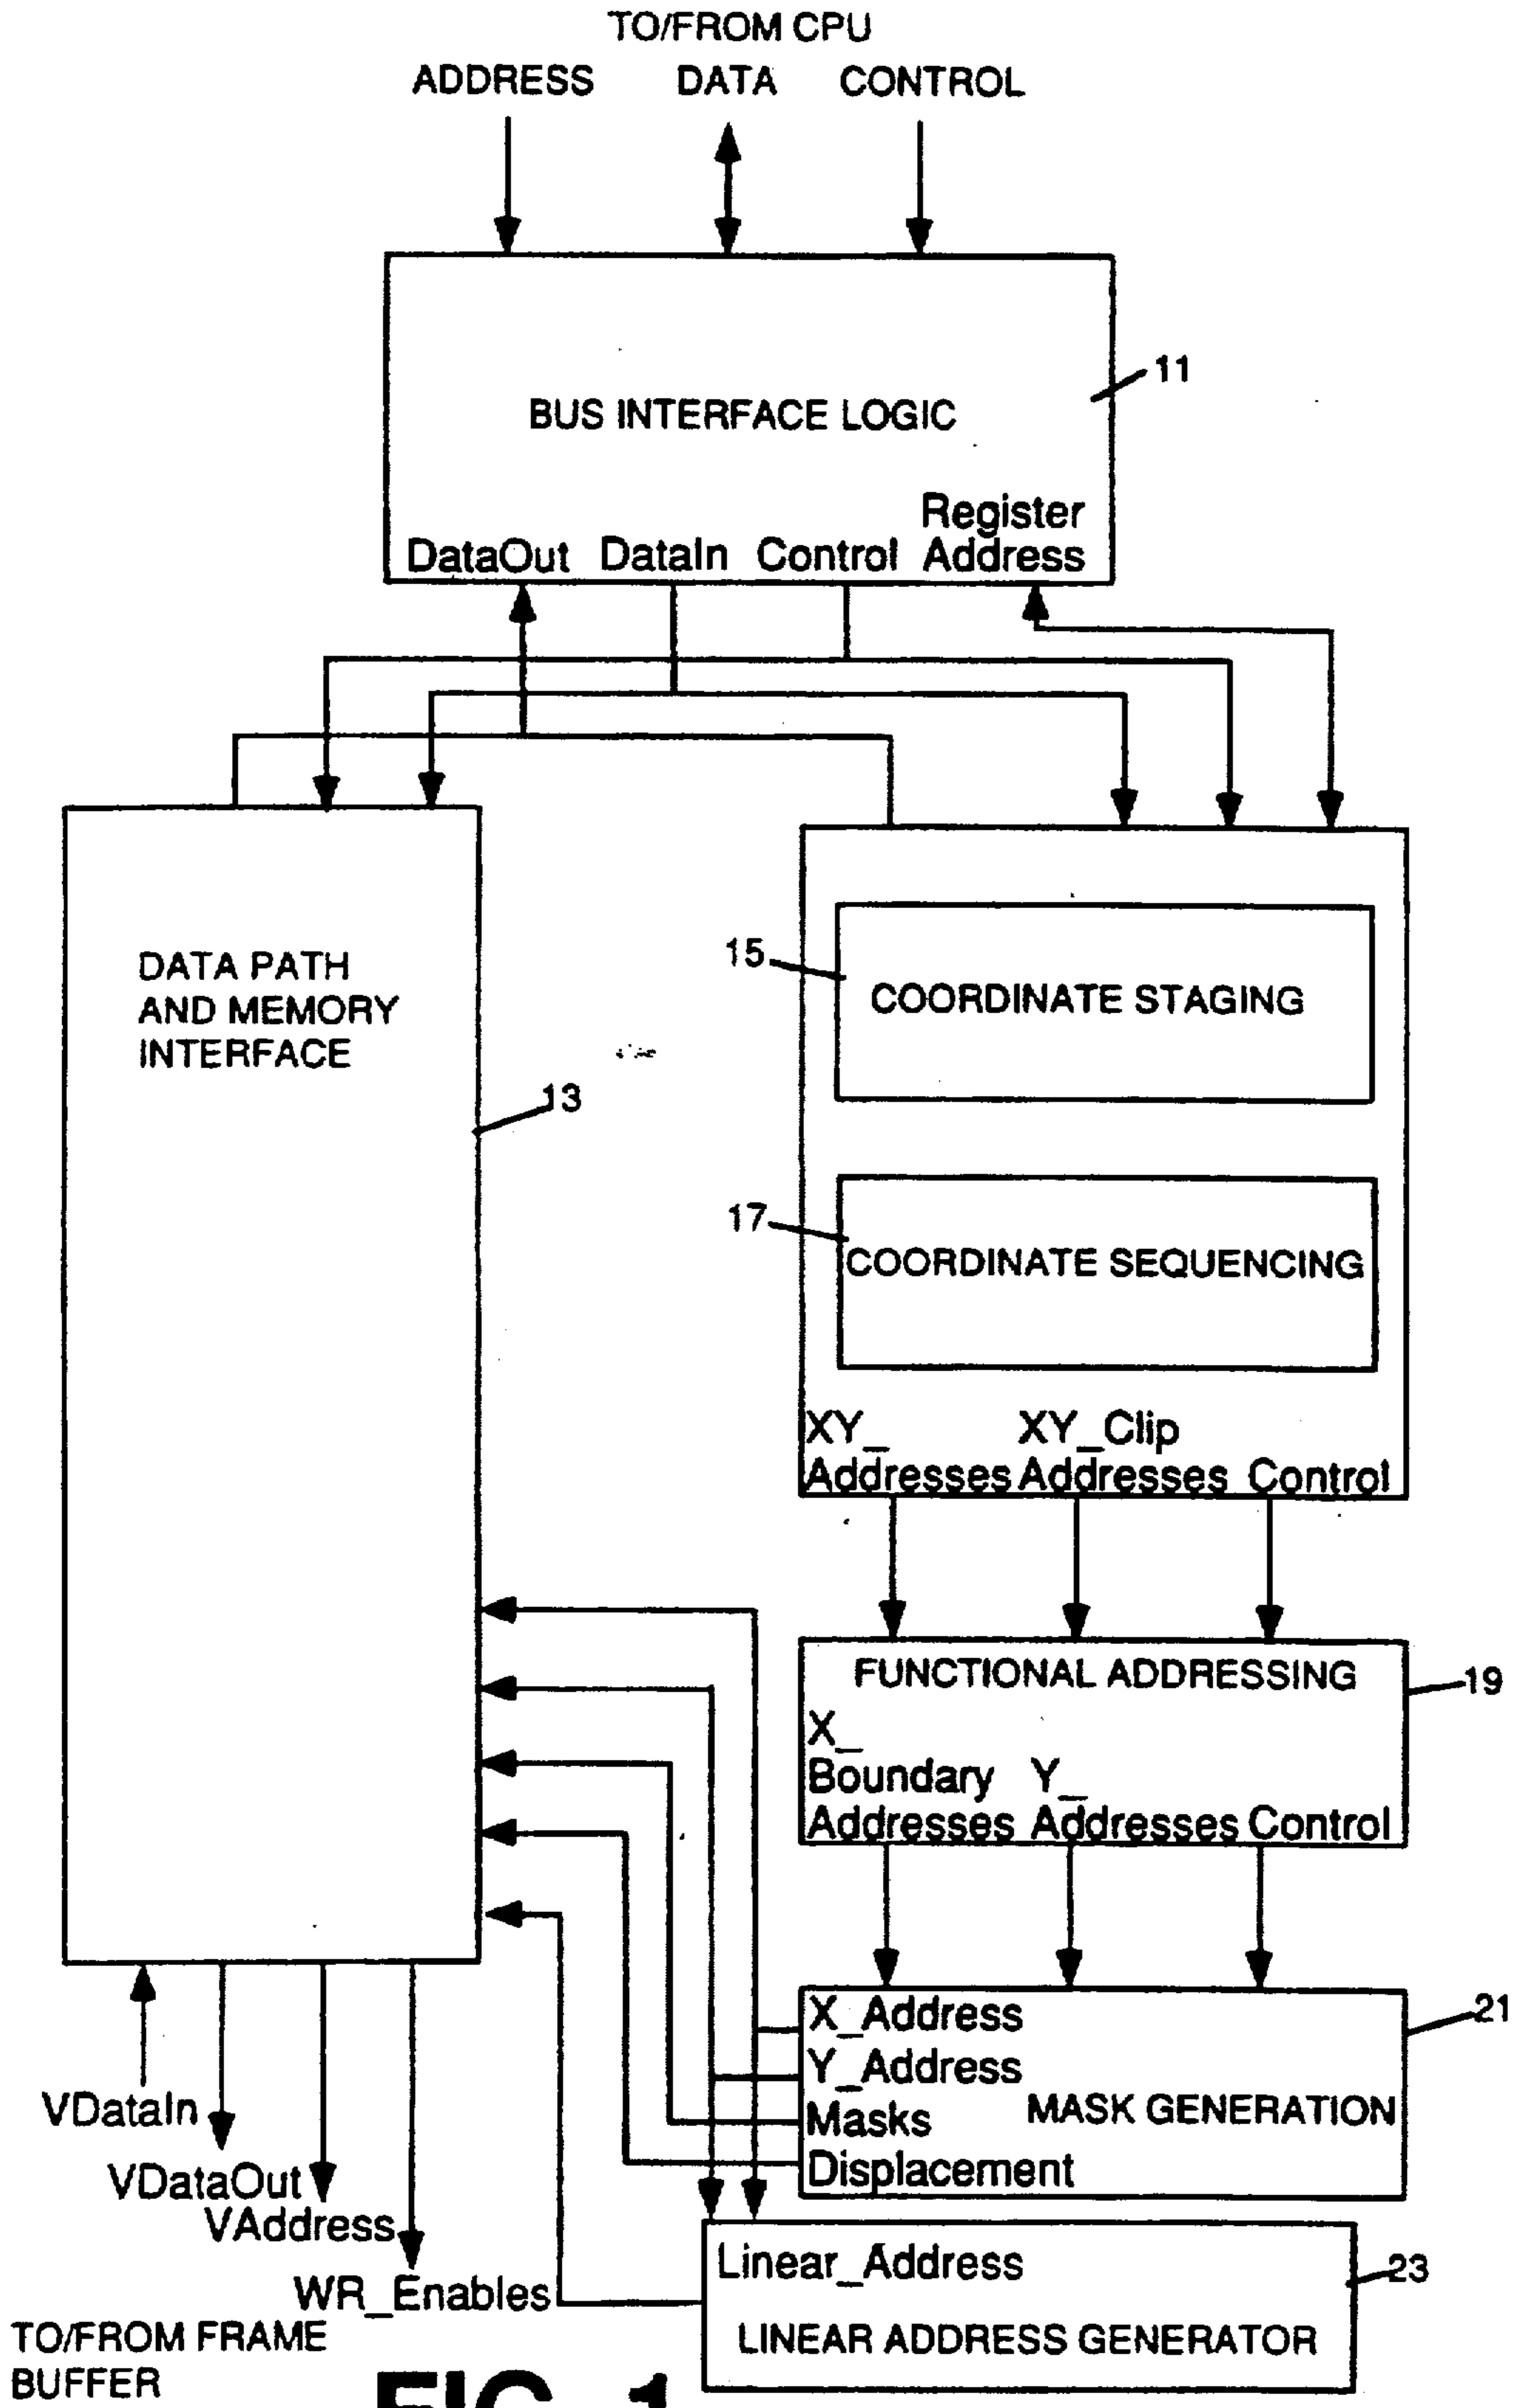 TO/FROM CPU
ADDRESS DATA CONTROL
11
BUS INTERFACE LOGIC
Register
DataOut DataIn Control Address
DATA PATH
AND MEMORY
INTERFACE
13
15
COORDINATE STAGING
17
COORDINATE SEQUENCING
XY_ XY_Clip
Addresses Addresses Control
FUNCTIONAL ADDRESSING
19
X_
Boundary Y_
Addresses Addresses Control
X_Address
21
Y_Address
Masks MASK GENERATION
Displacement
VDataIn
VDataOut
VAddress
WR_Enables
Linear_Address
23
LINEAR ADDRESS GENERATOR
TO/FROM FRAME
BUFFER
FIG. 1